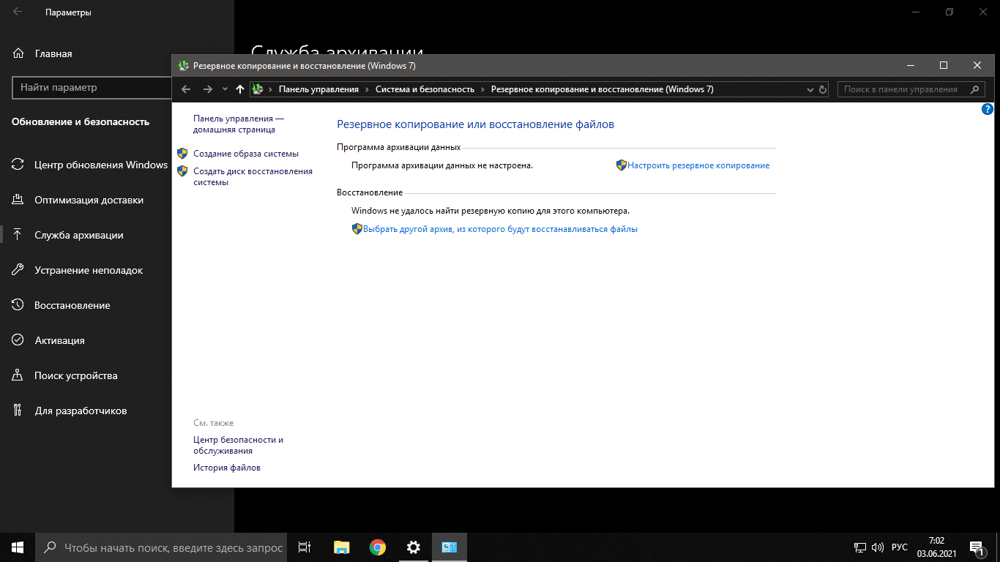 Параметры
Главная
Найти параметр
Обновление и безопасность
Центр обновления Windows
Оптимизация доставки
Служба архивации
Устранение неполадок
Восстановление
Активация
Поиск устройства
Для разработчиков
Служба архивации
Резервное копирование и восстановление (Windows 7)
Панель управления
Система и безопасность
Резервное копирование и восстановление (Windows 7)
Поиск в панели управления
Панель управления —
домашняя страница
Создание образа системы
Создать диск восстановления
системы
Резервное копирование или восстановление файлов
Программа архивации данных
Программа архивации данных не настроена.
Настроить резервное копирование
Восстановление
Windows не удалось найти резервную копию для этого компьютера.
Выбрать другой архив, из которого будут восстанавливаться файлы
См. также
Центр безопасности и
обслуживания
История файлов
Чтобы начать поиск, введите здесь запрос
РУС
7:02
03.06.2021
1